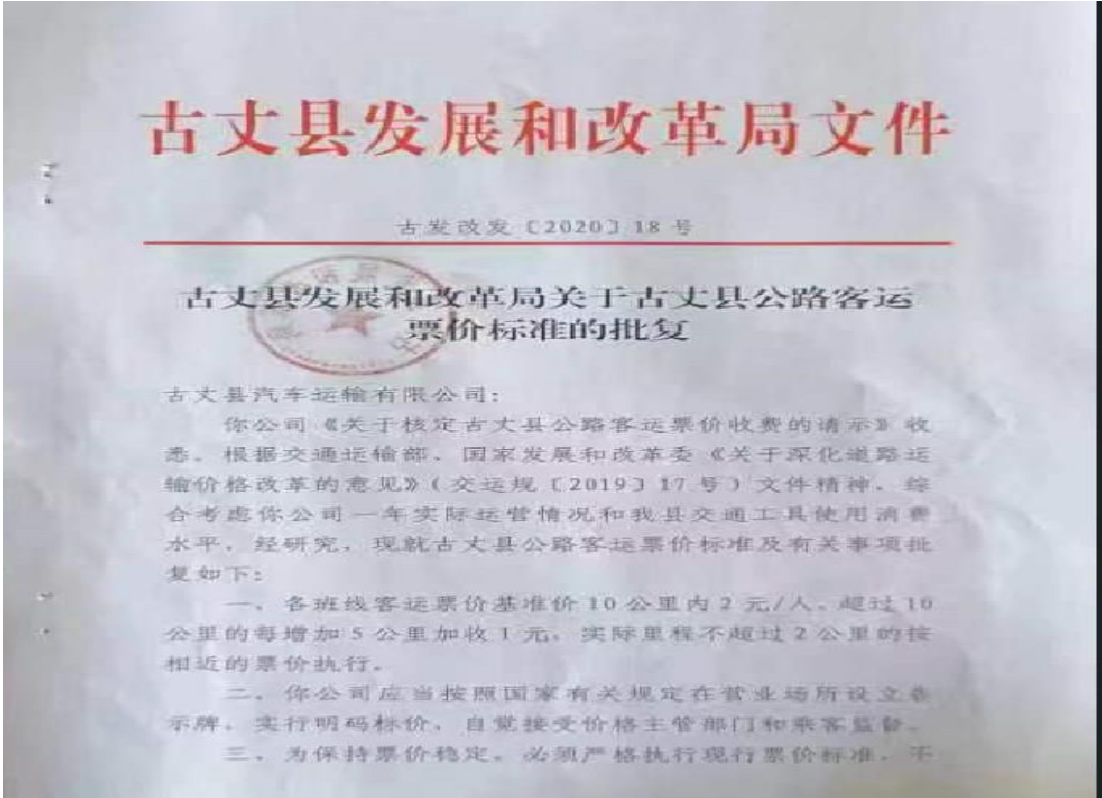 古丈县发展和改革局文件
古发改发〔2020〕18号
古丈县发展和改革局关于古丈县公路客运
票价标准的批复
古丈县汽车运输有限公司：
你公司《关于核定古丈县公路客运票价收费的请示》收
悉。根据交通运输部、国家发展和改革委《关于深化道路运
输价格改革的意见》（交运规〔2019〕17号）文件精神，综
合考虑你公司一年实际运营情况和我县交通工具使用消费
水平，经研究，现就古丈县公路客运票价标准及有关事项批
复如下：
一、各班线客运票价基准价10公里内2元/人，超过10
公里的每增加5公里加收1元，实际里程不超过2公里的按
相近的票价执行。
二、你公司应当按照国家有关规定在营业场所设立告
示牌，实行明码标价，自觉接受价格主管部门和乘客监督。
三、为保持票价稳定，必须严格执行现行票价标准，不